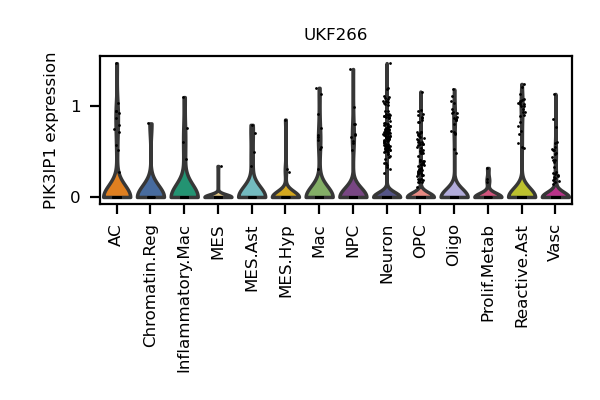 UKF266
PIK3IP1 expression
1
0
AC
Chromatin.Reg
Inflammatory.Mac
MES
MES.Ast
MES.Hyp
Mac
NPC
Neuron
OPC
Oligo
Prolif.Metab
Reactive.Ast
Vasc